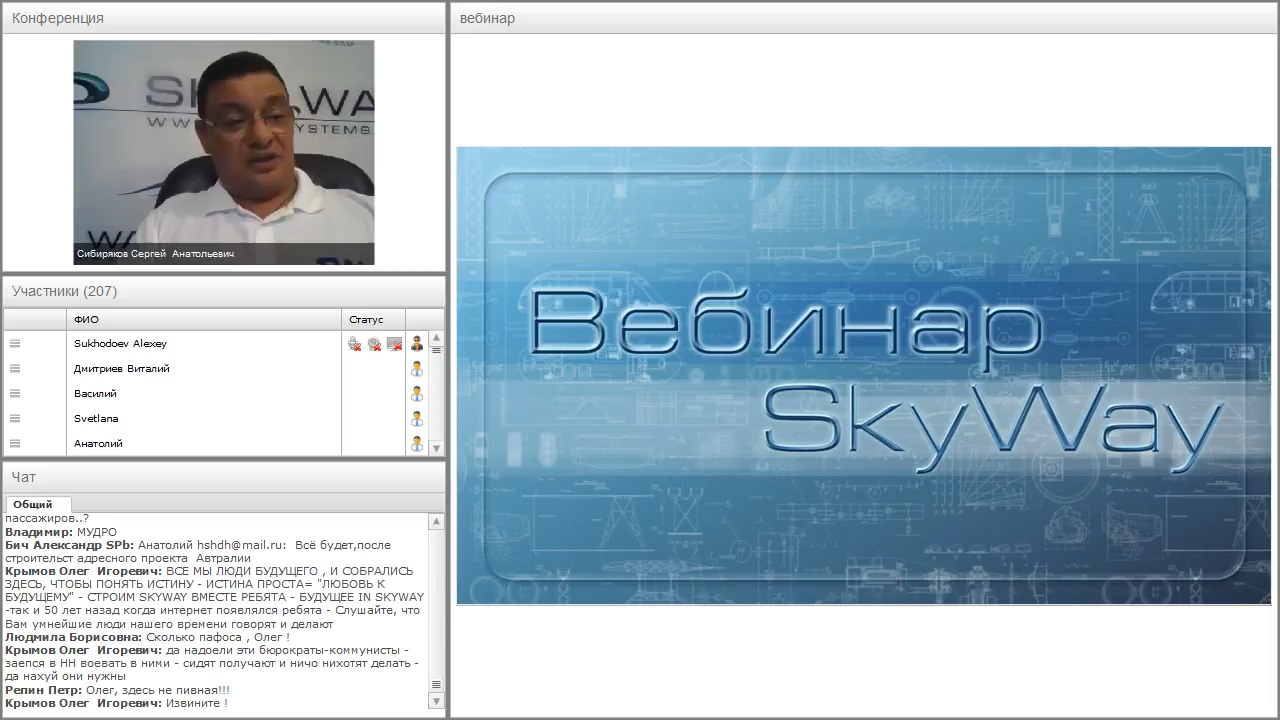 Конференция
SKYWAY
Сибиряков Сергей Анатольевич
Участники (207)
ФИО Статус
Sukhodoev Alexey
Дмитриев Виталий
Василий
Svetlana
Анатолий
Чат
Общий
пассажиров..?
Владимир: МУДРО
Бич Александр SPb: Анатолий hshdh@mail.ru: Всё будет,после
строительст адресного проекта Автралии
Крымов Олег Игоревич: ВСЕ МЫ ЛЮДИ БУДУЩЕГО , И СОБРАЛИСЬ
ЗДЕСЬ, ЧТОБЫ ПОНЯТЬ ИСТИНУ - ИСТИНА ПРОСТА= "ЛЮБОВЬ К
БУДУЩЕМУ" - СТРОИМ SKYWAY ВМЕСТЕ РЕБЯТА - БУДУЩЕЕ IN SKYWAY
-так и 50 лет назад когда интернет появлялся ребята - Слушайте, что
Вам умнейшие люди нашего времени говорят и делают
Людмила Борисовна: Сколько пафоса , Олег !
Крымов Олег Игоревич: да надоели эти бюрократы-коммунисты -
заепся в НН воевать в ними - сидят получают и ничо нихотят делать -
да нахуй они нужны
Репин Петр: Олег, здесь не пивная!!!
Крымов Олег Игоревич: Извините !
вебинар
Вебинар
SkyWay